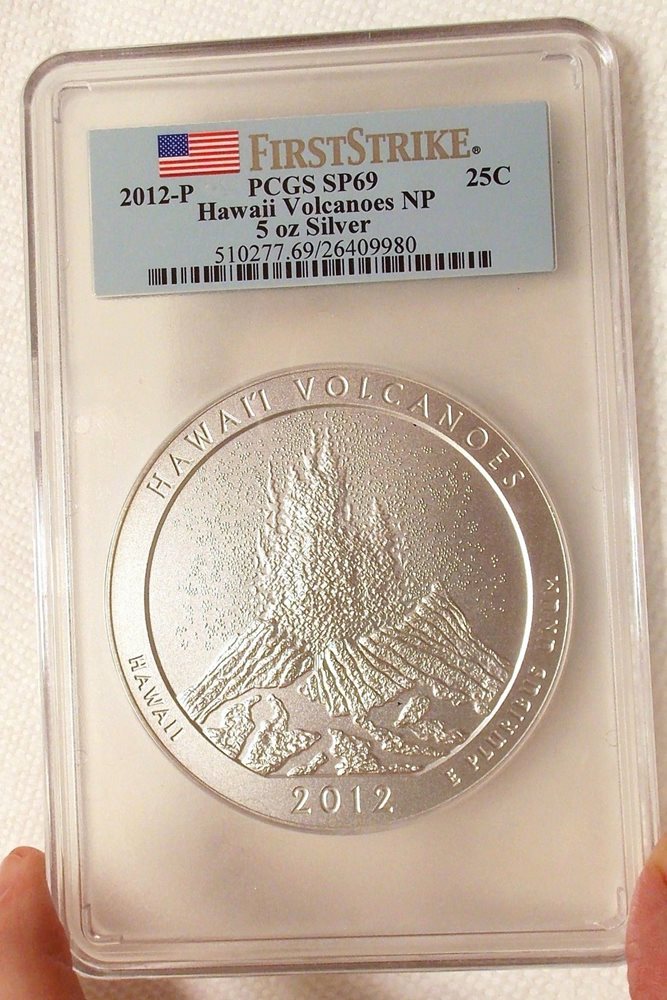 FIRSTSTRIKE®
2012-P PCGS SP69 25C
Hawaii Volcanoes NP
5 oz Silver
510277.69/26409980
HAWAI'I VOLCANOES
HAWAII
E PLURIBUS UNUM
2012